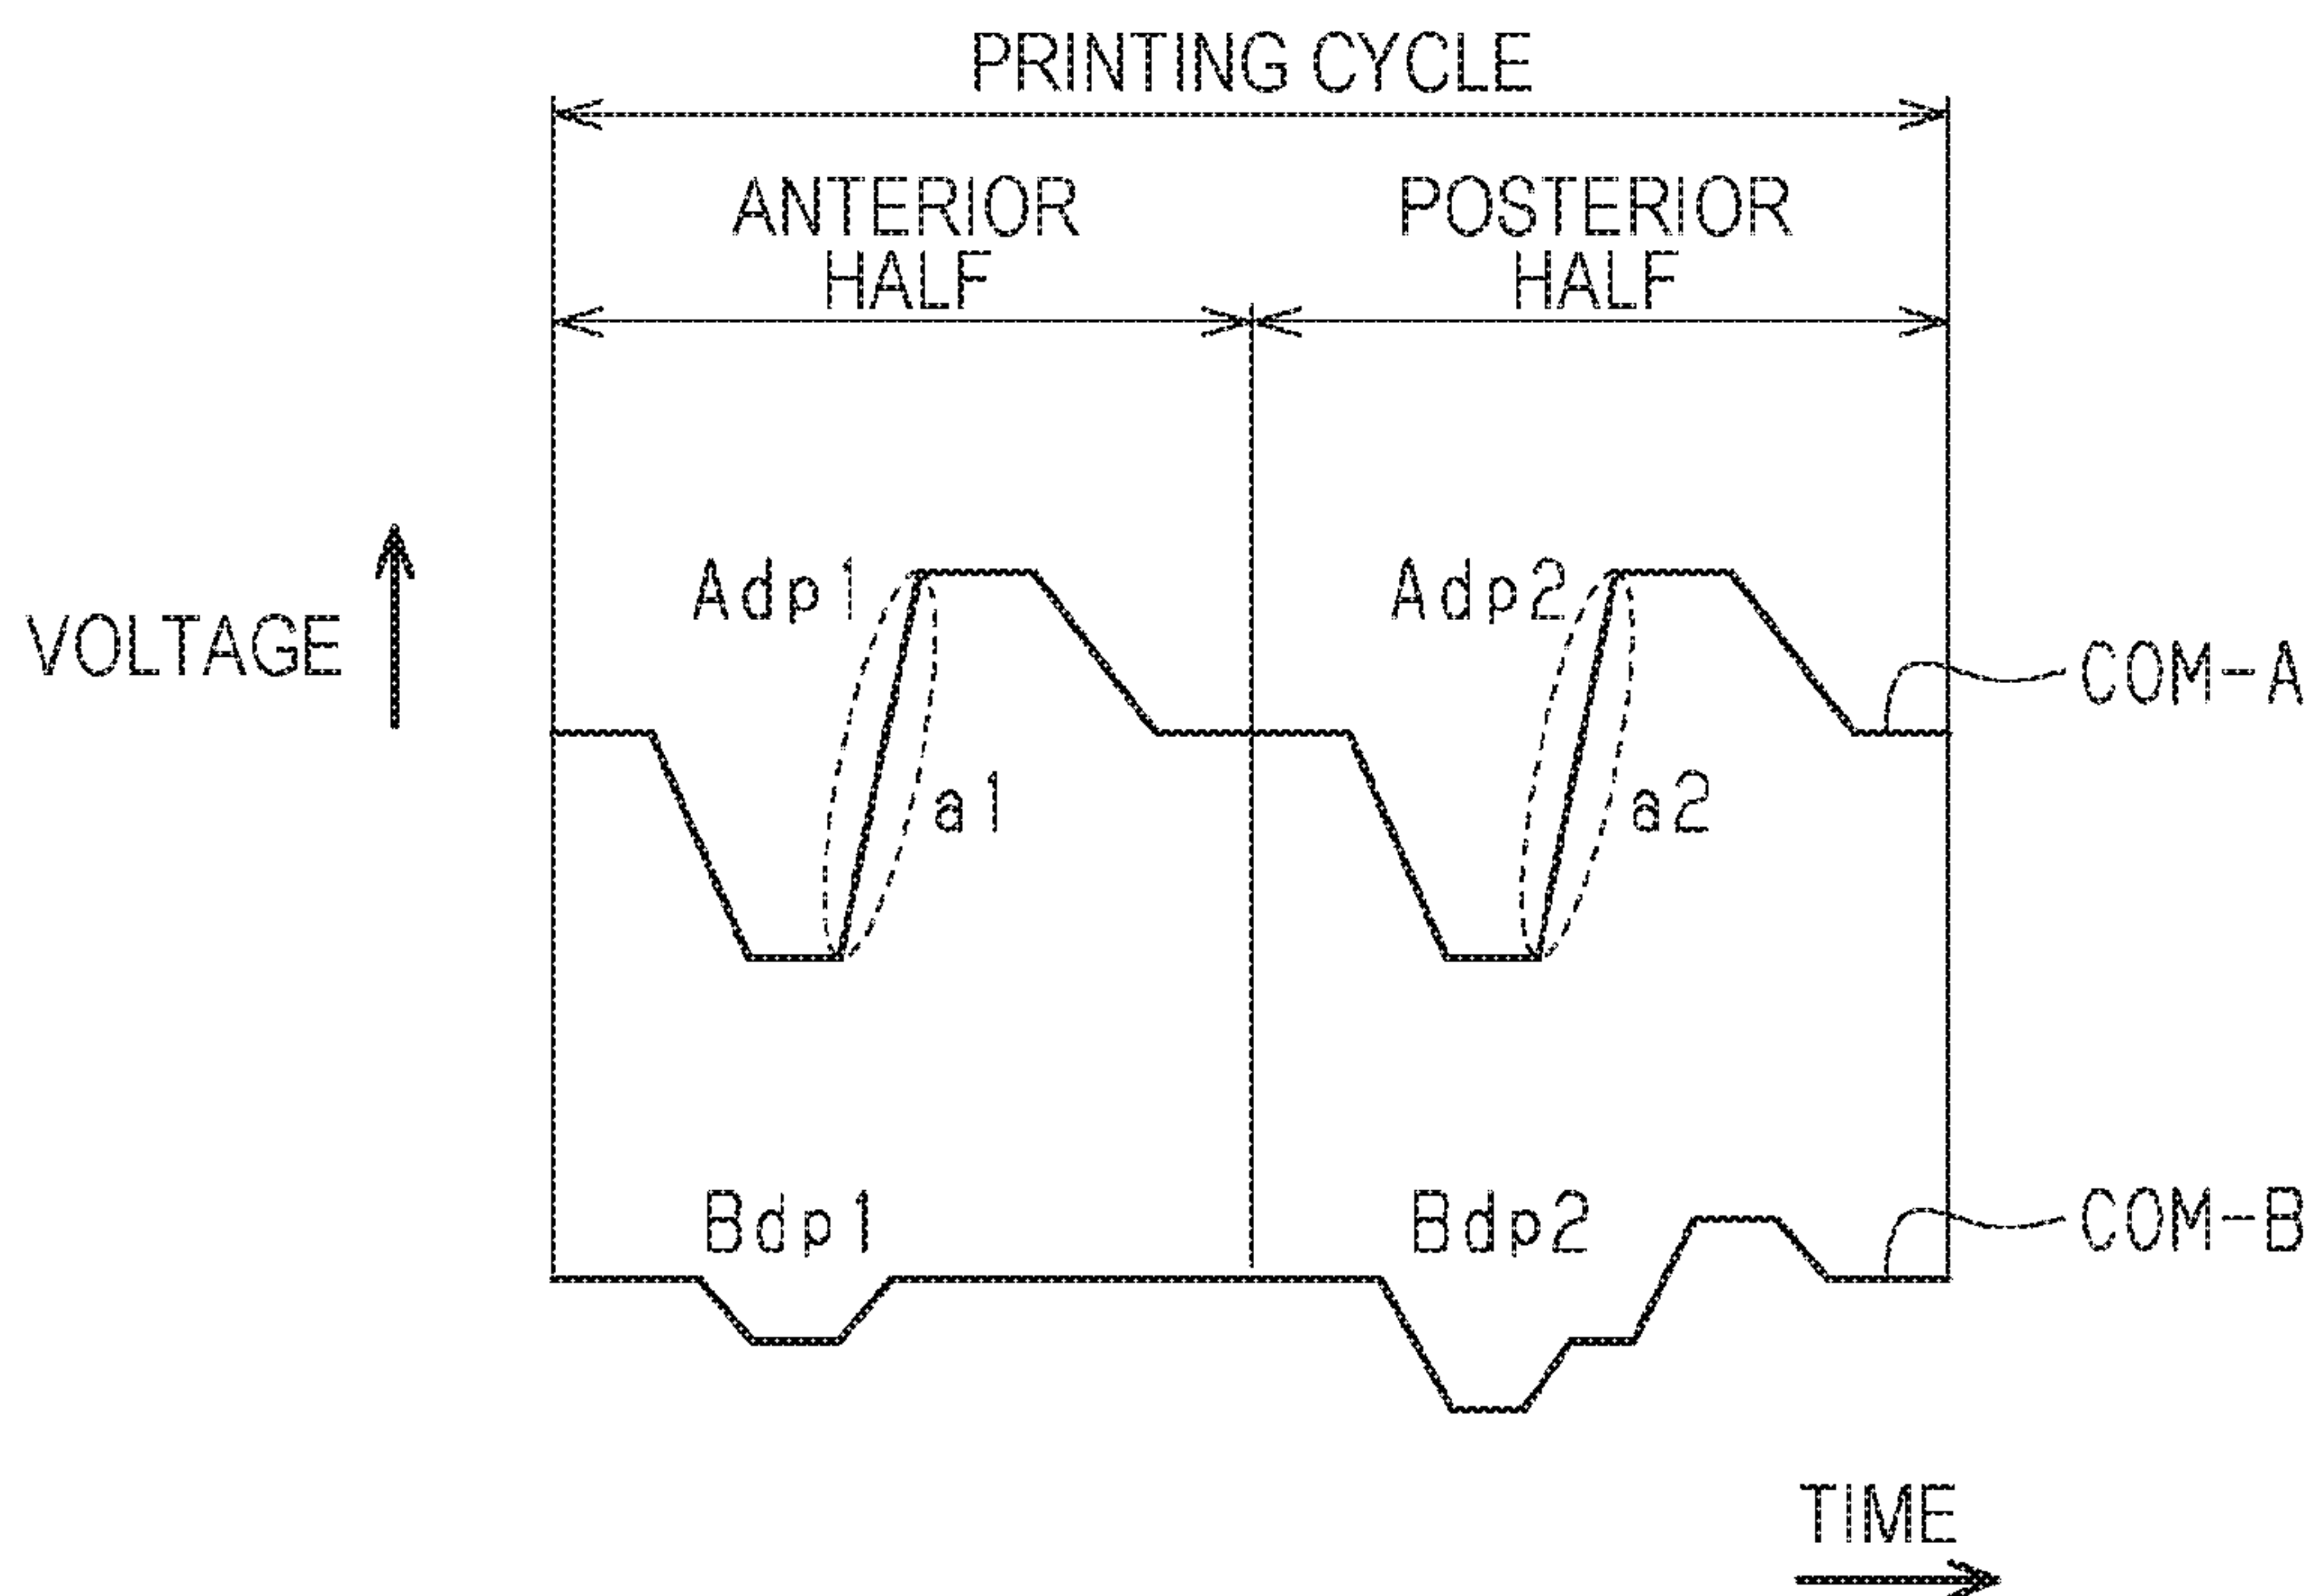 PRINTING CYCLE
ANTERIOR
HALF
POSTERIOR
HALF
VOLTAGE
Adp1
Adp2
COM-A
a1
a2
Bdp1
Bdp2
COM-B
TIME